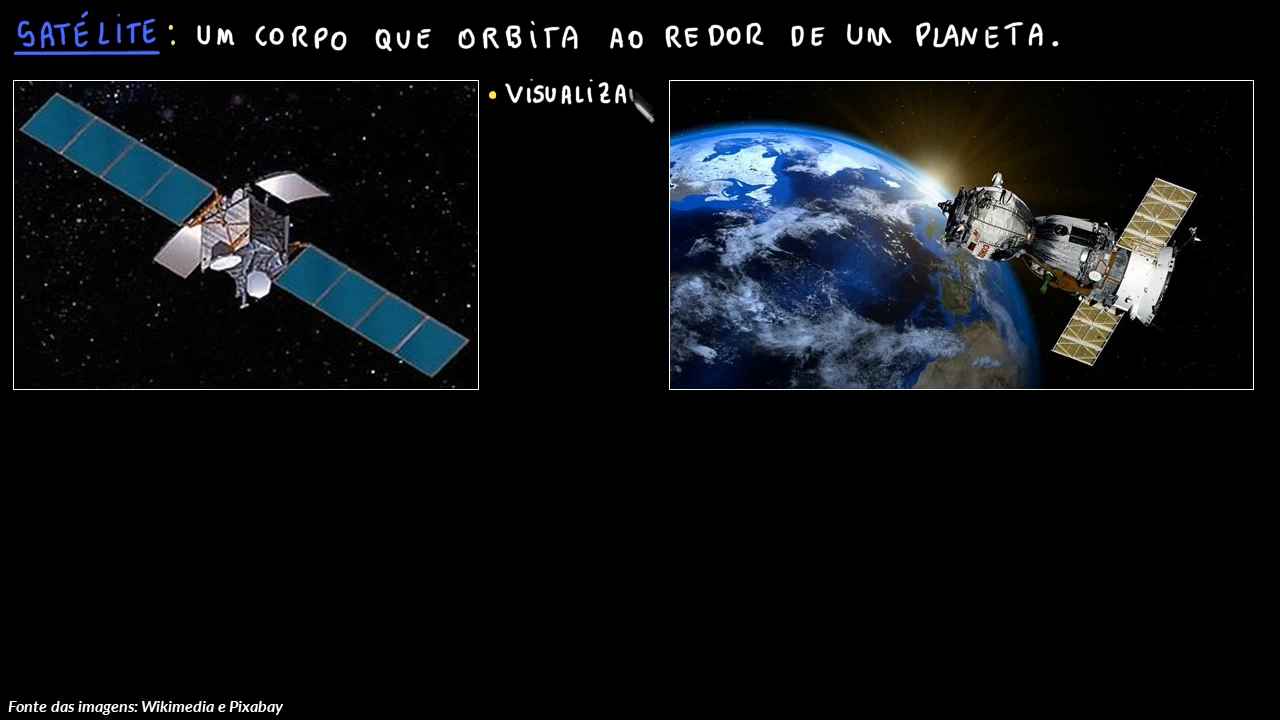 SATÉLITE: UM CORPO QUE ORBITA AO REDOR DE UM PLANETA.
• VISUALIZA
Fonte das imagens: Wikimedia e Pixabay